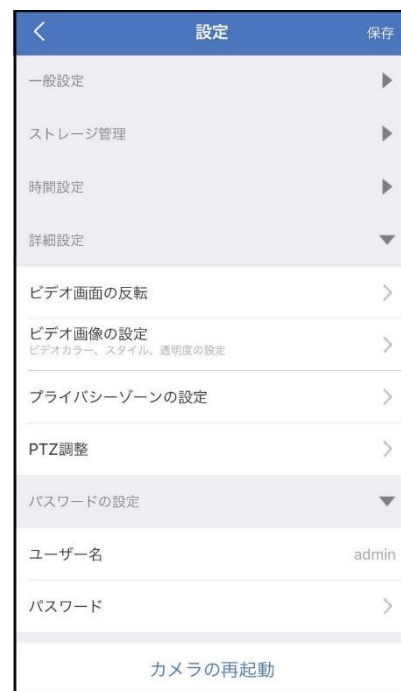 設定
保存
一般設定
ストレージ管理
時間設定
詳細設定
ビデオ画面の反転
ビデオ画像の設定
ビデオカラー、スタイル、透明度の設定
プライバシーゾーンの設定
PTZ調整
パスワードの設定
ユーザー名 admin
パスワード
カメラの再起動